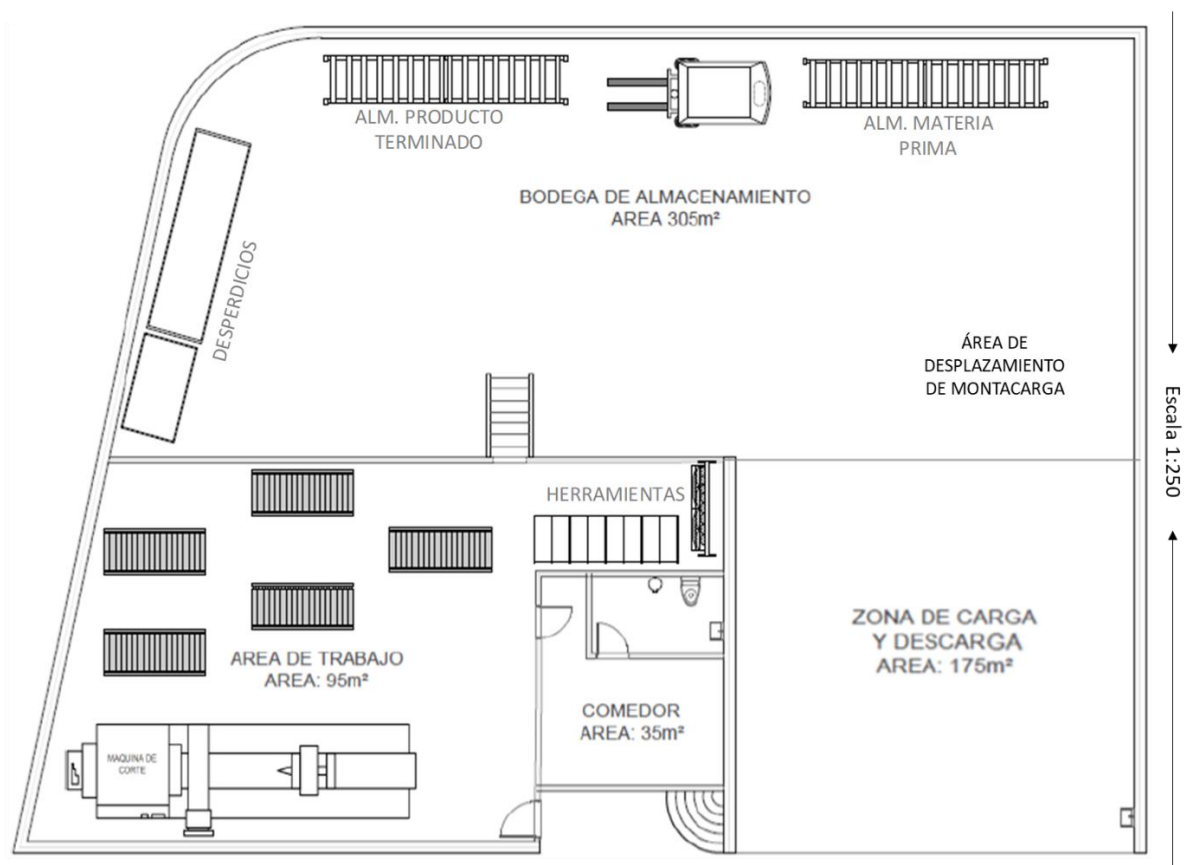 ALM. PRODUCTO
TERMINADO
ALM. MATERIA
PRIMA
BODEGA DE ALMACENAMIENTO
AREA 305m²
DESPERDICIOS
ÁREA DE
DESPLAZAMIENTO
DE MONTACARGA
Escala 1:250
HERRAMIENTAS
ZONA DE CARGA
Y DESCARGA
AREA: 175m²
AREA DE TRABAJO
AREA: 95m²
COMEDOR
AREA: 35m²
MAQUINA DE
CORTE